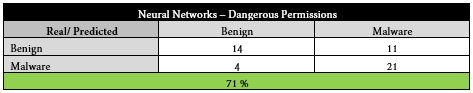 Neural Networks – Dangerous Permissions
Real/ Predicted Benign Malware
Benign 14 11
Malware 4 21
71 %